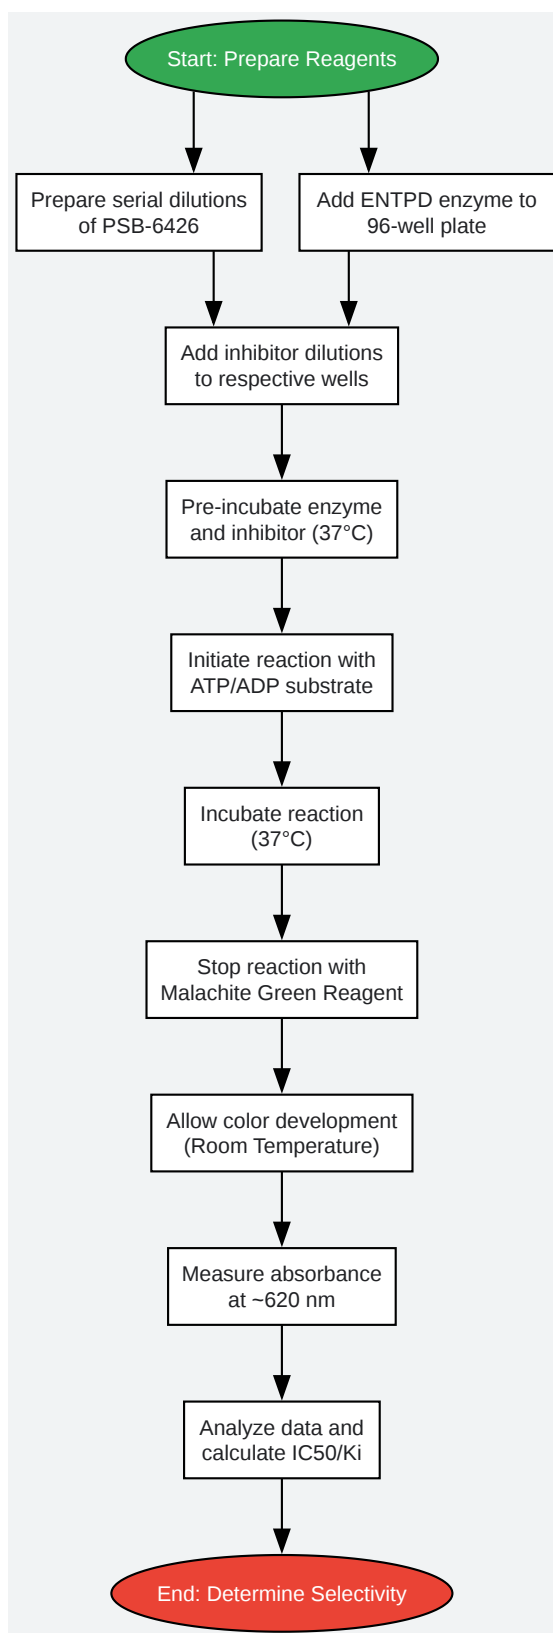 Start: Prepare Reagents
Prepare serial dilutions
of PSB-6426
Add ENTPD enzyme to
96-well plate
Add inhibitor dilutions
to respective wells
Pre-incubate enzyme
and inhibitor (37°C)
Initiate reaction with
ATP/ADP substrate
Incubate reaction
(37°C)
Stop reaction with
Malachite Green Reagent
Allow color development
(Room Temperature)
Measure absorbance
at ~620 nm
Analyze data and
calculate IC50/Ki
End: Determine Selectivity